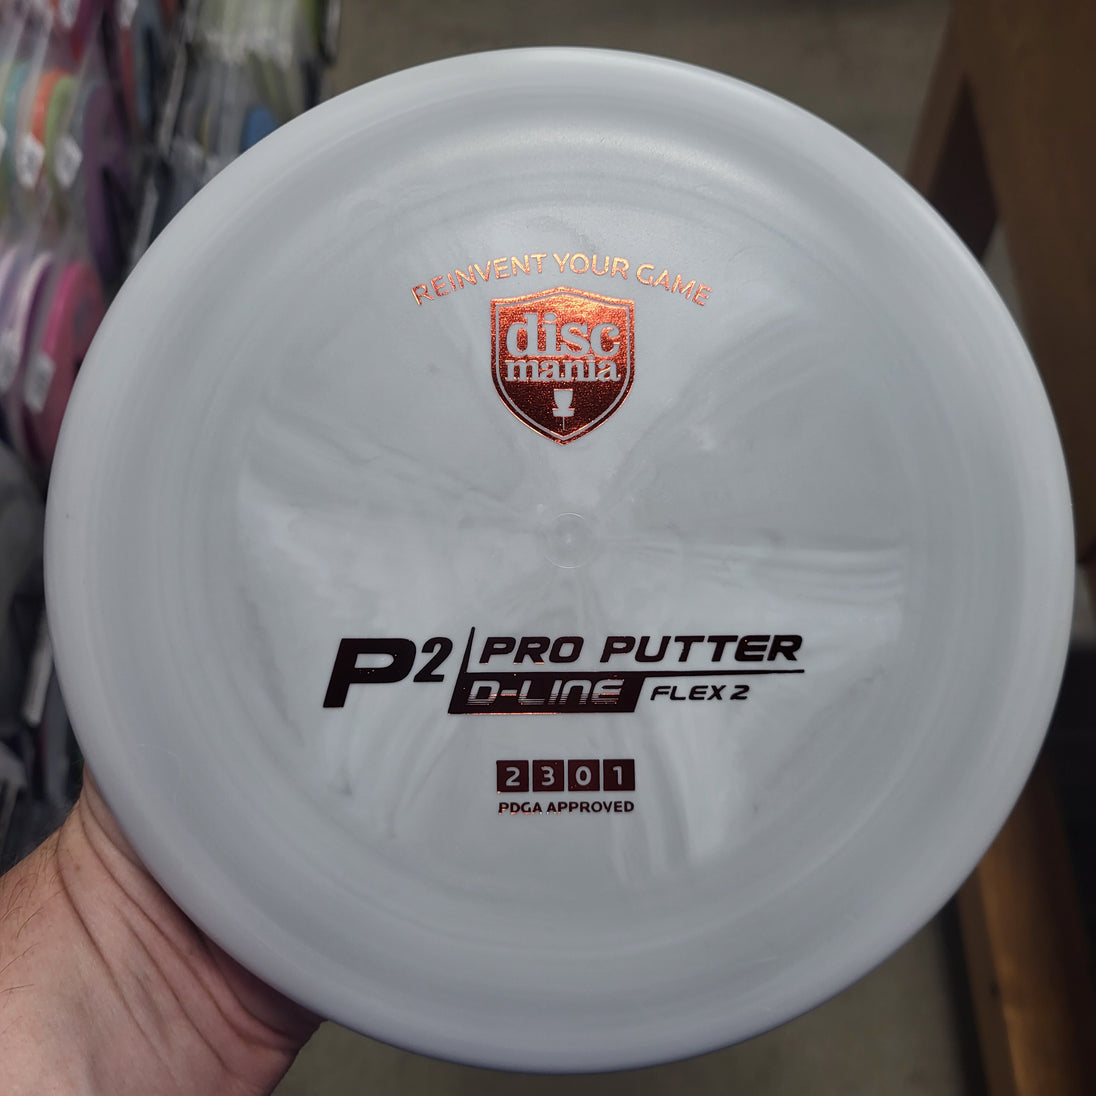 REINVENT YOUR GAME
disc
mania
P2 PRO PUTTER
D-LINE FLEX 2
2 3 0 1
PDGA APPROVED